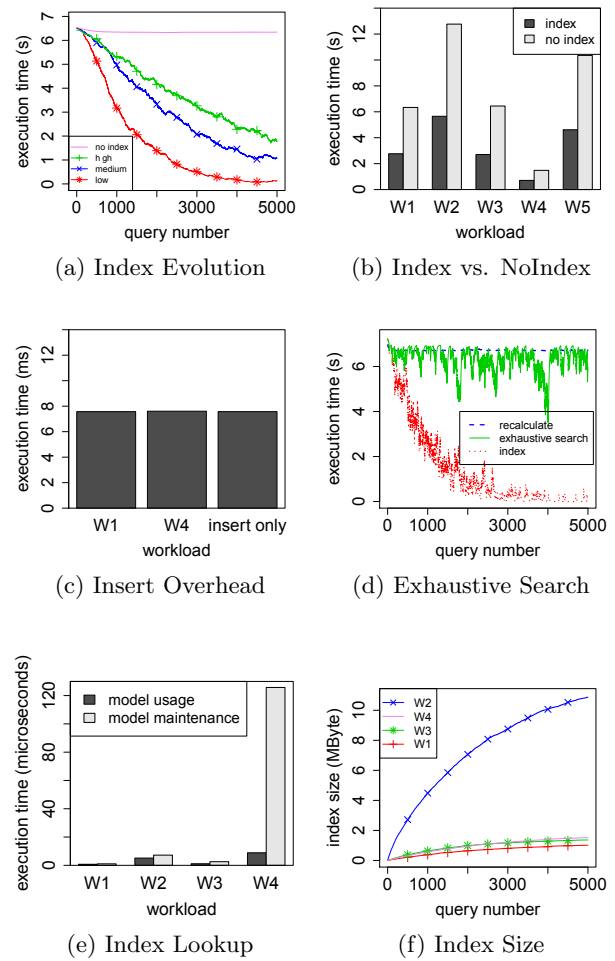 execution time (s)
7
6
5
4
3
2
1
0
no index
h gh
medium
low
0 1000 3000 5000
query number
(a) Index Evolution
execution time (s)
12
8
6
4
2
0
index
no index
W1 W2 W3 W4 W5
workload
(b) Index vs. NoIndex
execution time (ms)
12
8
6
4
2
0
W1 W4 insert only
workload
(c) Insert Overhead
execution time (s)
12
8
6
4
2
0
recalculate
exhaustive search
index
0 1000 3000 5000
query number
(d) Exhaustive Search
execution time (microseconds)
120
80
40
0
model usage
model maintenance
W1 W2 W3 W4
workload
(e) Index Lookup
index size (MByte)
10
8
6
4
2
0
W2
W4
W3
W1
0 1000 3000 5000
query number
(f) Index Size